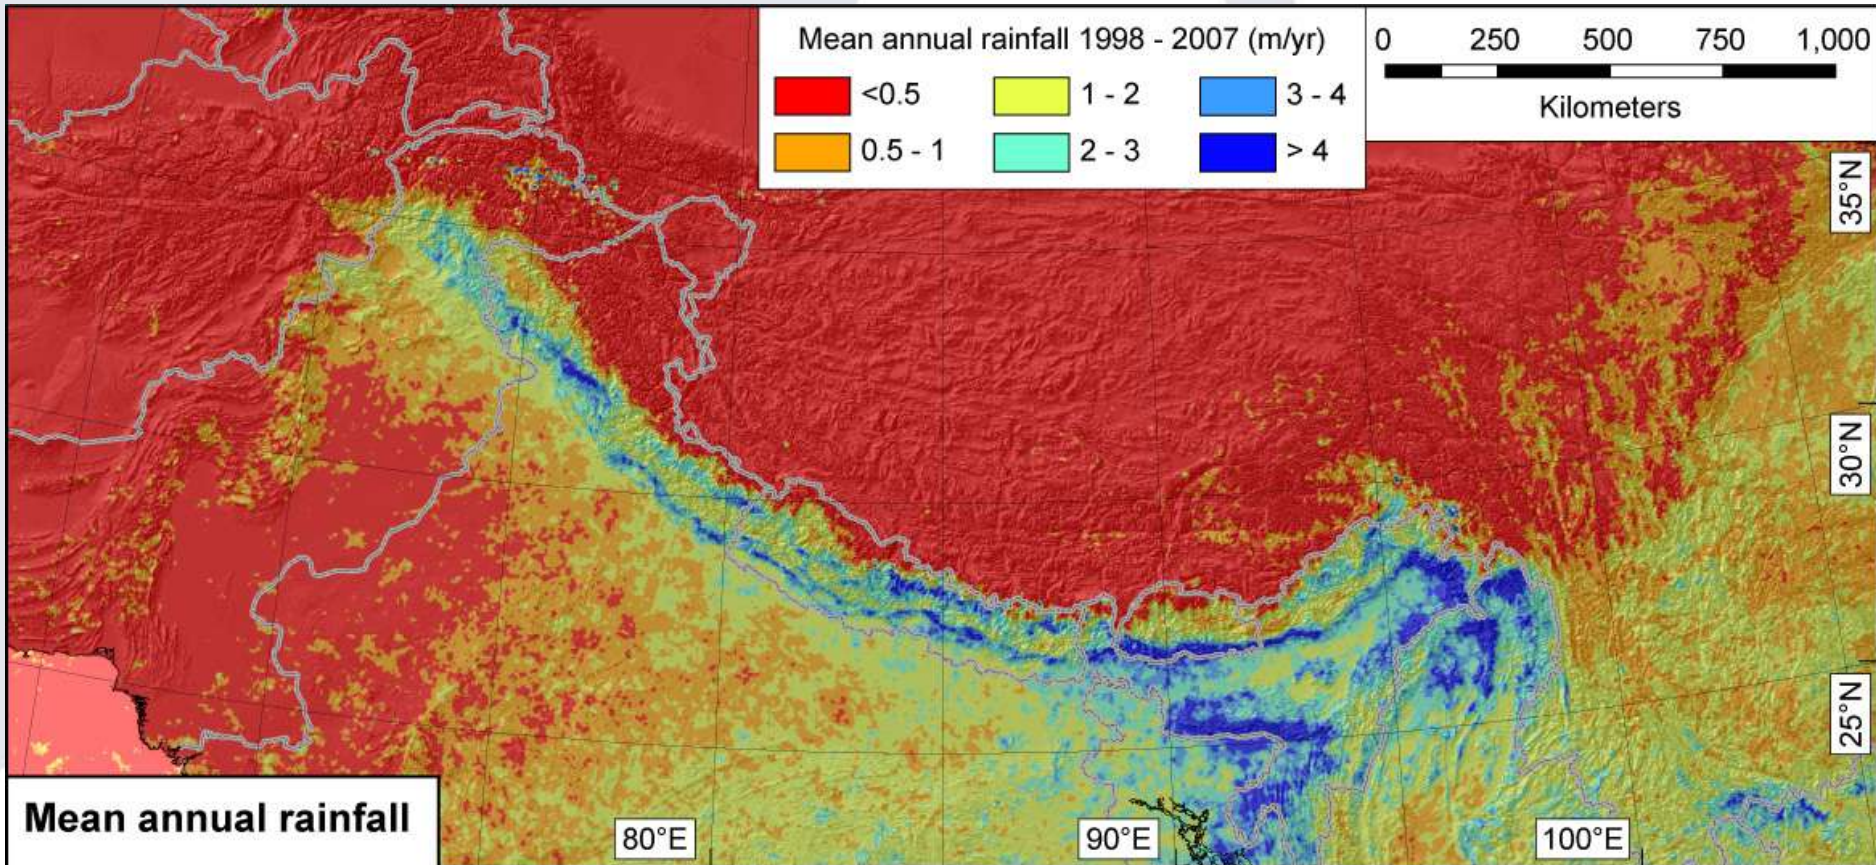 Mean annual rainfall 1998 - 2007 (m/yr)
<0.5
1 - 2
3 - 4
0.5 - 1
2 - 3
> 4
0 250 500 750 1,000
Kilometers
35°N
30°N
25°N
Mean annual rainfall
80°E
90°E
100°E